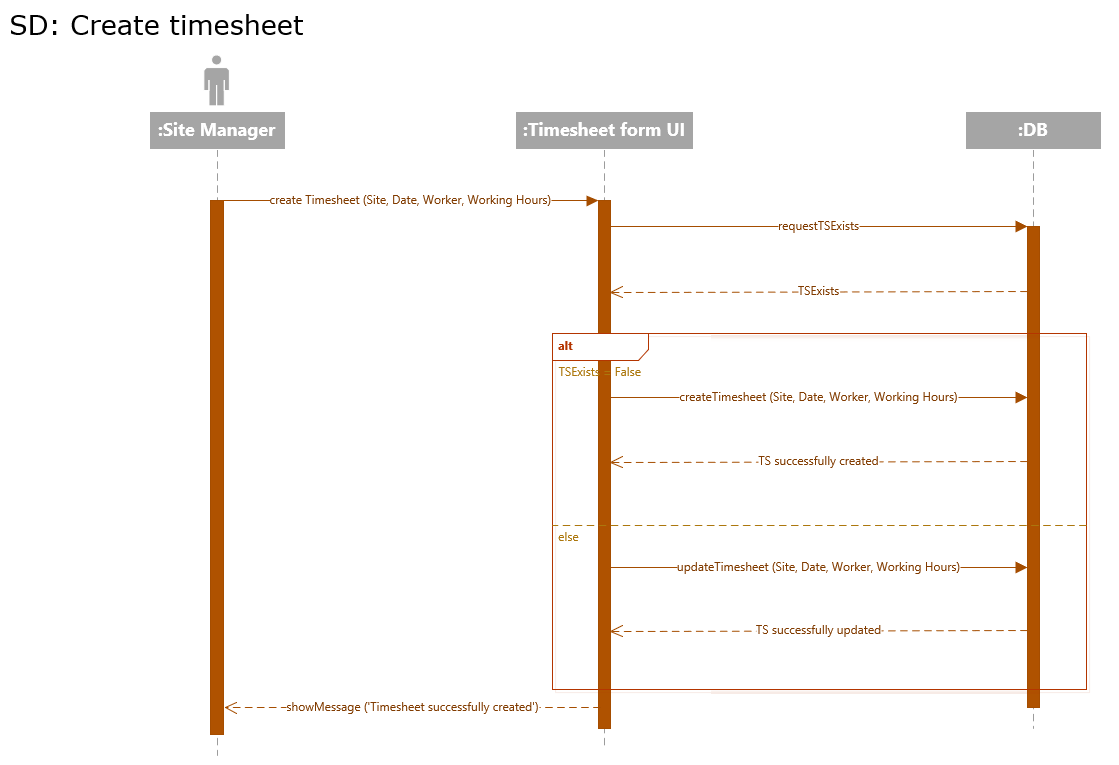 SD: Create timesheet
:Site Manager
:Timesheet form UI
:DB
create Timesheet (Site, Date, Worker, Working Hours)
requestTSExists
TSExists
alt
TSExists = False
createTimesheet (Site, Date, Worker, Working Hours)
TS successfully created
else
updateTimesheet (Site, Date, Worker, Working Hours)
TS successfully updated
showMessage ('Timesheet successfully created')